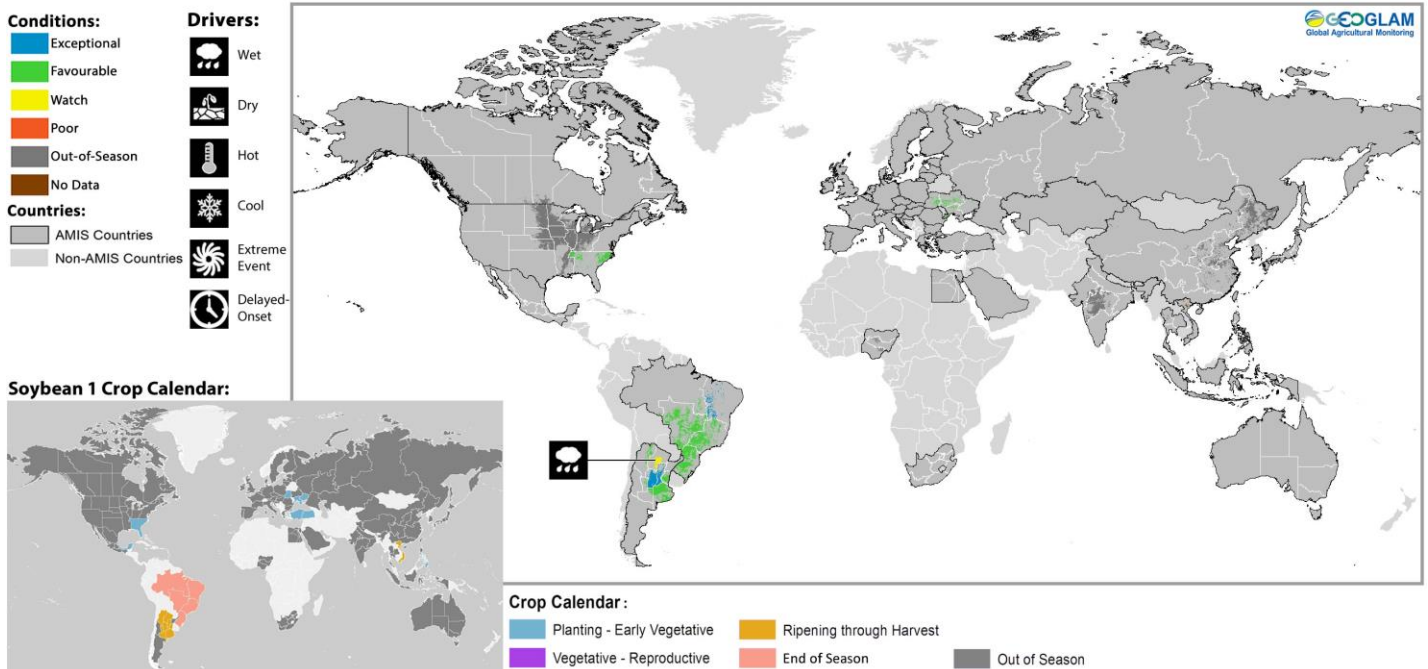 Conditions:
Exceptional
Favourable
Watch
Poor
Out-of-Season
No Data
Countries:
AMIS Countries
Non-AMIS Countries
Drivers:
Wet
Dry
Hot
Cool
Extreme
Event
Delayed-
Onset
GEOGLAM
Global Agricultural Monitoring
Soybean 1 Crop Calendar:
Crop Calendar :
Planting - Early Vegetative
Vegetative - Reproductive
Ripening through Harvest
End of Season
Out of Season